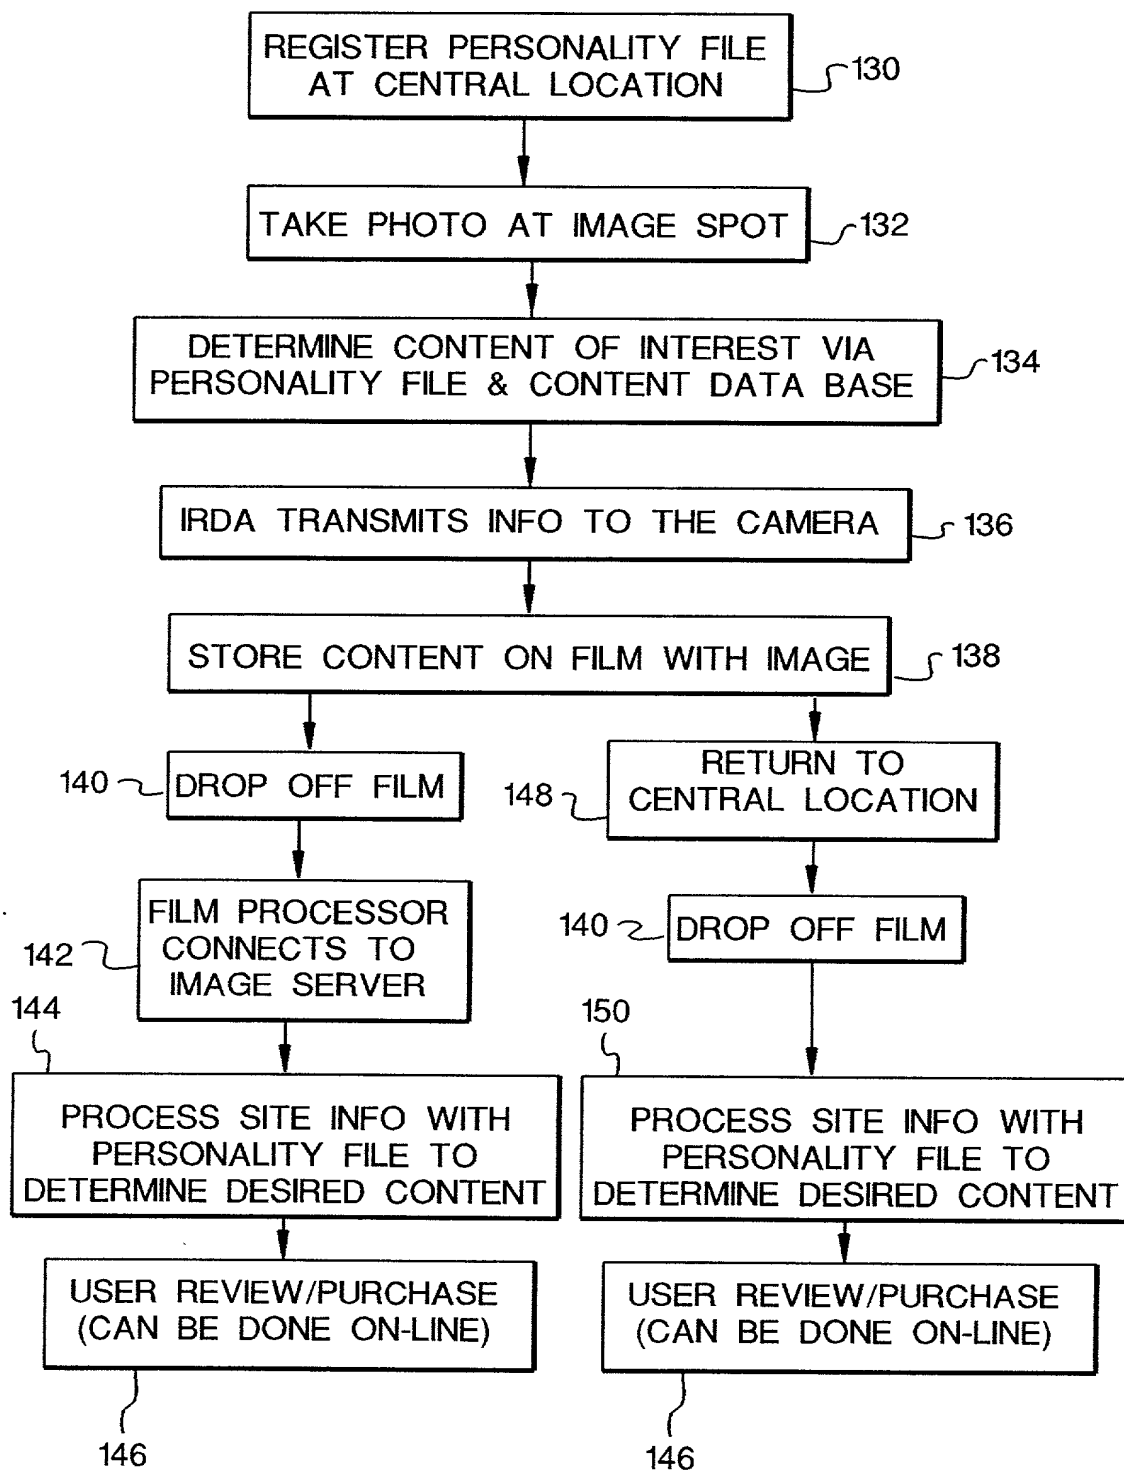 REGISTER PERSONALITY FILE
AT CENTRAL LOCATION
130
TAKE PHOTO AT IMAGE SPOT
132
DETERMINE CONTENT OF INTEREST VIA
PERSONALITY FILE & CONTENT DATA BASE
134
IRDA TRANSMITS INFO TO THE CAMERA
136
STORE CONTENT ON FILM WITH IMAGE
138
140
DROP OFF FILM
148
RETURN TO
CENTRAL LOCATION
142
FILM PROCESSOR
CONNECTS TO
IMAGE SERVER
140
DROP OFF FILM
144
PROCESS SITE INFO WITH
PERSONALITY FILE TO
DETERMINE DESIRED CONTENT
150
PROCESS SITE INFO WITH
PERSONALITY FILE TO
DETERMINE DESIRED CONTENT
USER REVIEW/PURCHASE
(CAN BE DONE ON-LINE)
146
USER REVIEW/PURCHASE
(CAN BE DONE ON-LINE)
146